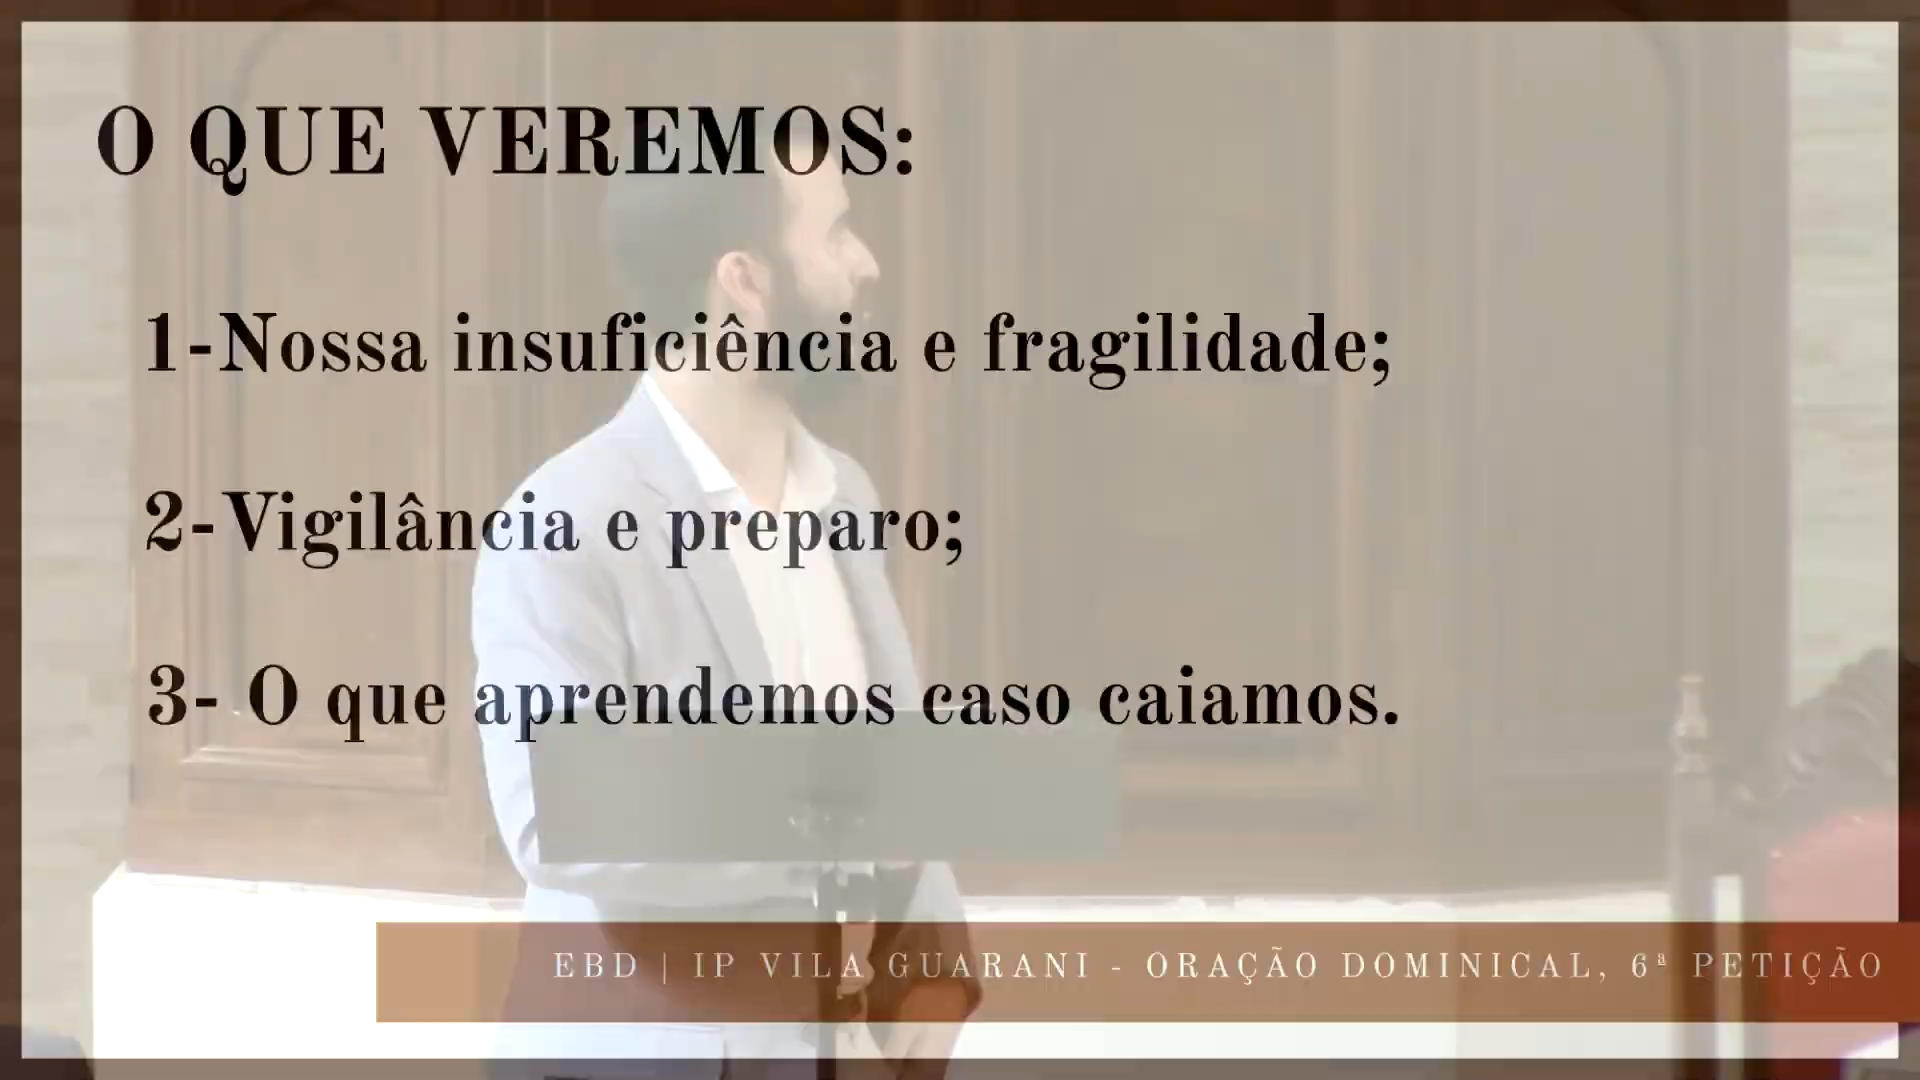 O QUE VEREMOS:
1-Nossa insuficiência e fragilidade;
2-Vigilância e preparo;
3- O que aprendemos caso caiamos.
EBD | IP VILA GUARANI - ORAÇÃO DOMINICAL, 6ª PETIÇÃO